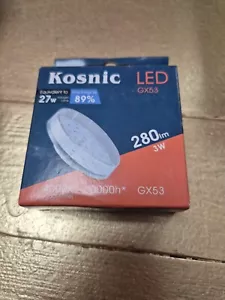 Kosnic
LED
GX53
Equivalent to
27w
89%
280lm
3W
GX53